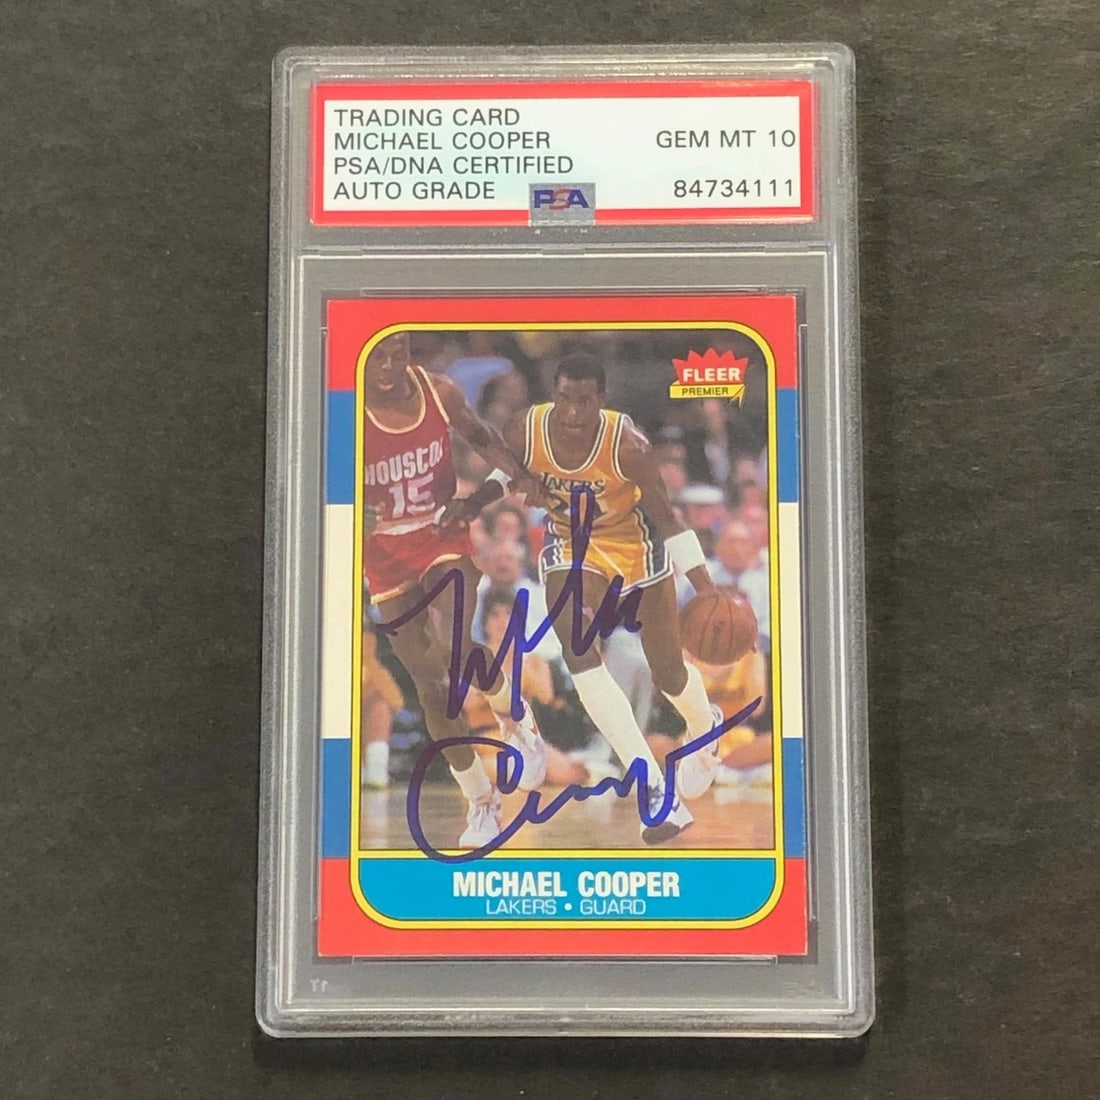 TRADING CARD
MICHAEL COOPER GEM MT 10
PSA/DNA CERTIFIED
AUTO GRADE PSA 84734111
FLEER
PREMIER
HOUSTON
15
LAKERS
MICHAEL COOPER
LAKERS • GUARD